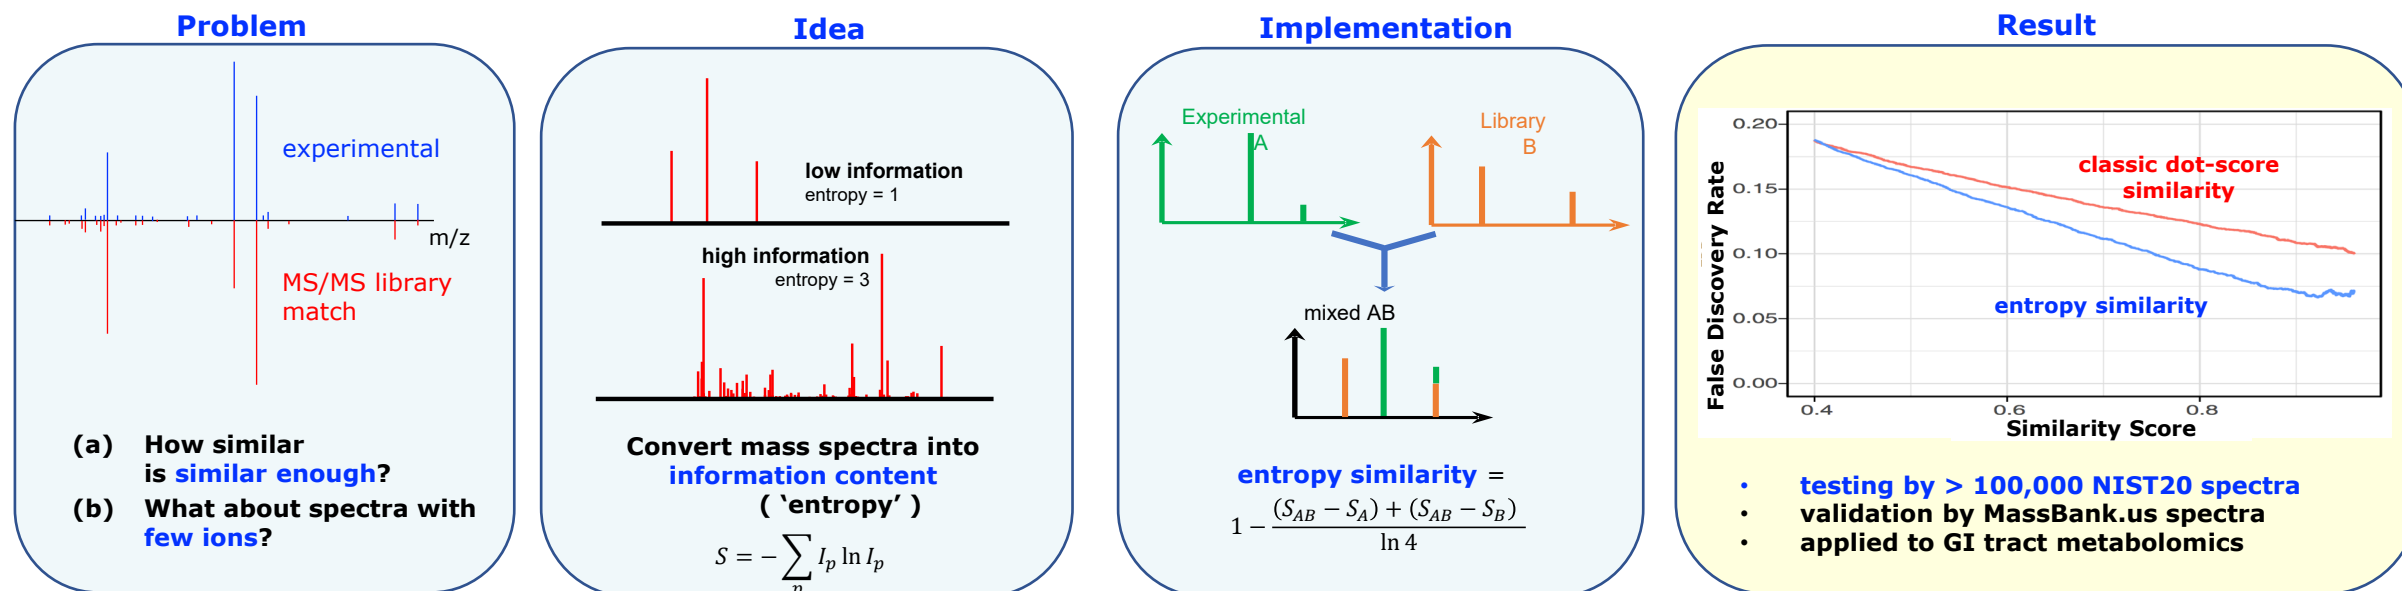 Problem
experimental
m/z
MS/MS library
match
(a) How similar
is similar enough?
(b) What about spectra with
few ions?
Idea
low information
entropy = 1
high information
entropy = 3
Convert mass spectra into
information content
( ‘entropy’ )
S = − ∑ I_p ln I_p
p
Implementation
Experimental
A
Library
B
mixed AB
entropy similarity =
1 − (S_AB − S_A) + (S_AB − S_B)
ln 4
Result
False Discovery Rate
0.20
0.15
0.10
0.05
0.00
classic dot-score
similarity
entropy similarity
0.4 0.6 0.8
Similarity Score
• testing by > 100,000 NIST20 spectra
• validation by MassBank.us spectra
• applied to GI tract metabolomics